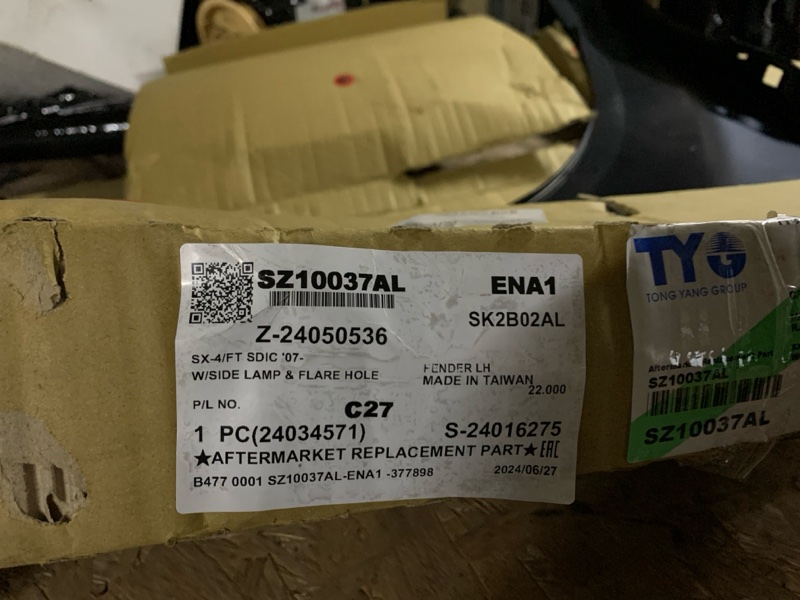 SZ10037AL ENA1
SK2B02AL
Z-24050536
SX-4/FT SDIC '07-
W/SIDE LAMP & FLARE HOLE
FENDER LH
MADE IN TAIWAN
22.000
P/L NO. C27
1 PC(24034571) S-24016275
★AFTERMARKET REPLACEMENT PART★ EAC
B477 0001 SZ10037AL-ENA1 -377898 2024/06/27
TYG
TONG YANG GROUP
Part
SZ10037AL
SZ10037AL